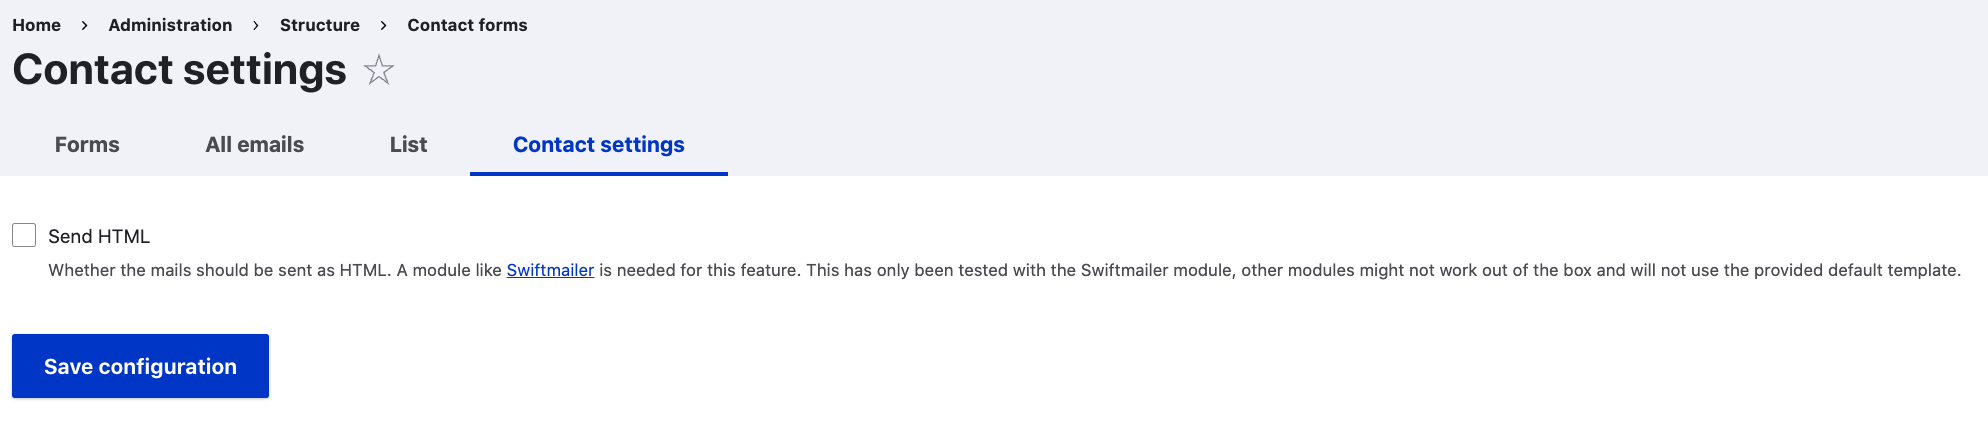 Home > Administration > Structure > Contact forms
Contact settings
Forms All emails List Contact settings
Send HTML
Whether the mails should be sent as HTML. A module like Swiftmailer is needed for this feature. This has only been tested with the Swiftmailer module, other modules might not work out of the box and will not use the provided default template.
Save configuration